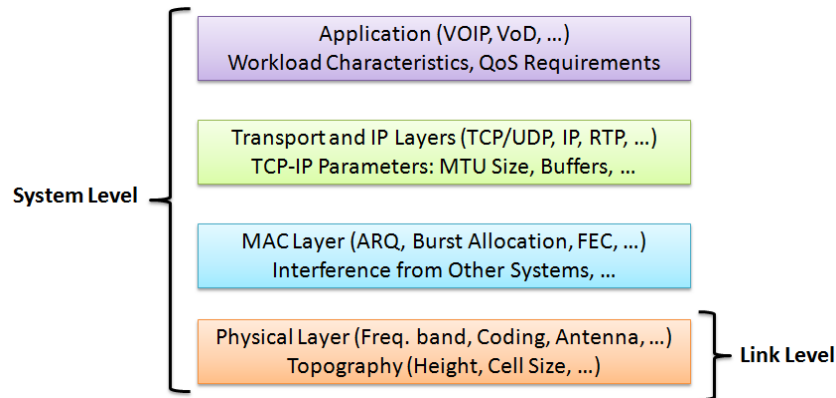 Application (VOIP, VoD, ...)
Workload Characteristics, QoS Requirements
Transport and IP Layers (TCP/UDP, IP, RTP, ...)
TCP-IP Parameters: MTU Size, Buffers, ...
System Level
MAC Layer (ARQ, Burst Allocation, FEC, ...)
Interference from Other Systems, ...
Physical Layer (Freq. band, Coding, Antenna, ...)
Topography (Height, Cell Size, ...)
Link Level